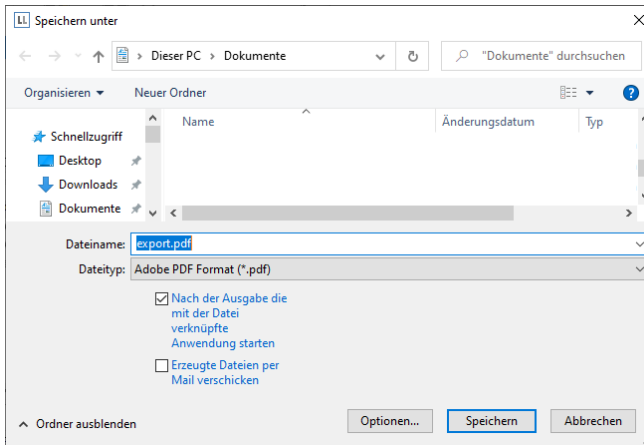 LL Speichern unter
Dieser PC > Dokumente
"Dokumente" durchsuchen
Organisieren
Neuer Ordner
Name
Änderungsdatum
Typ
Schnellzugriff
Desktop
Downloads
Dokumente
Dateiname: export.pdf
Dateityp: Adobe PDF Format (*.pdf)
Nach der Ausgabe die
mit der Datei
verknüpfte
Anwendung starten
Erzeugte Dateien per
Mail verschicken
Ordner ausblenden
Optionen...
Speichern
Abbrechen